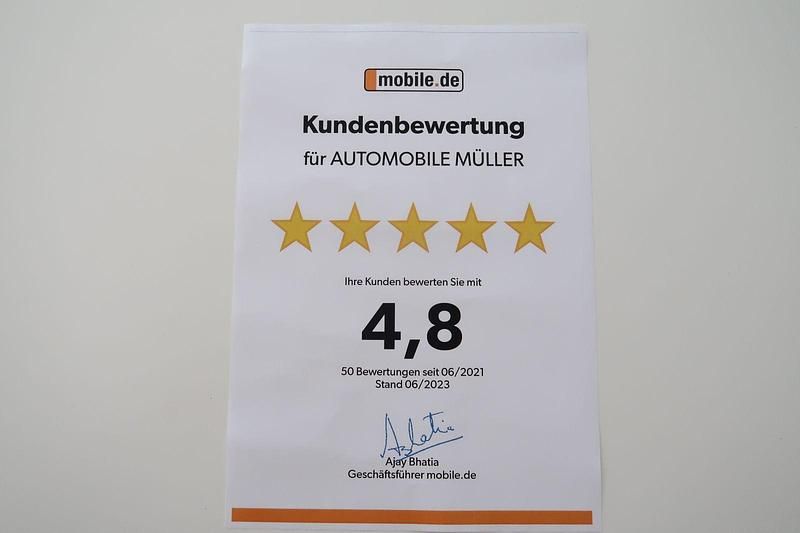 mobile.de
Kundenbewertung
für AUTOMOBILE MÜLLER
Ihre Kunden bewerten Sie mit
4,8
50 Bewertungen seit 06/2021
Stand 06/2023
Ajay Bhatia
Geschäftsführer mobile.de